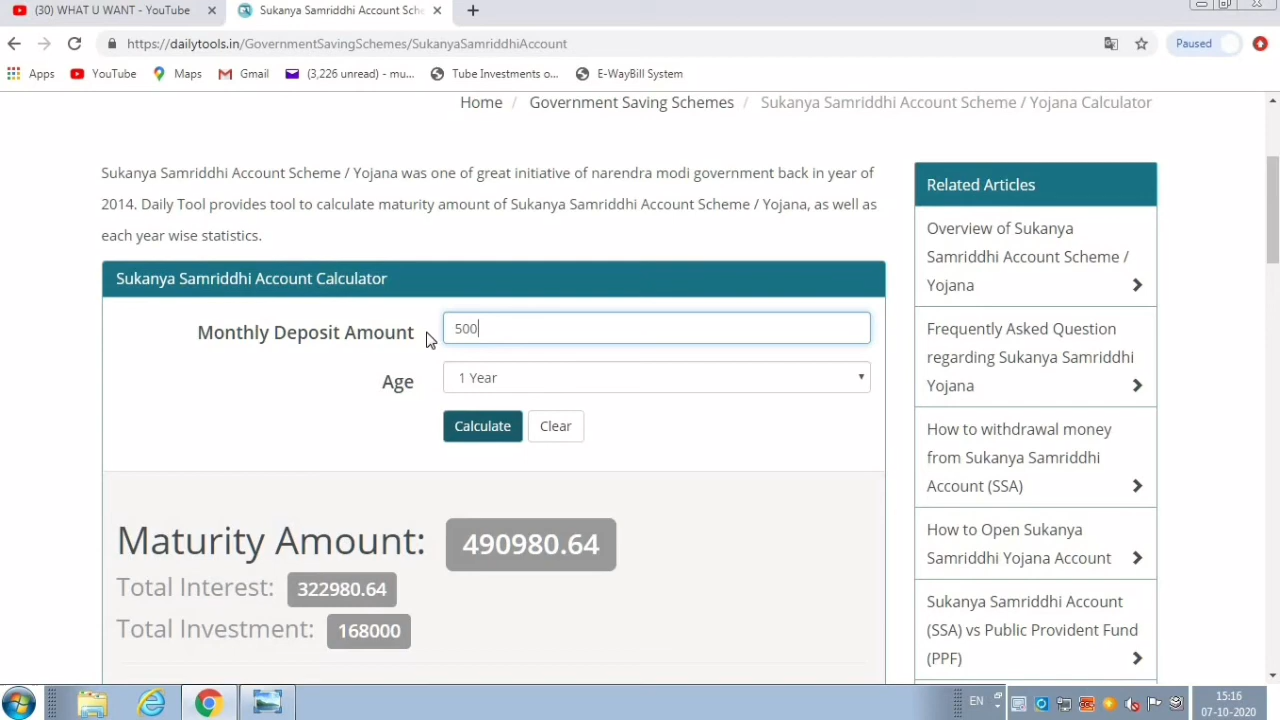 (30) WHAT U WANT - YouTube
Sukanya Samriddhi Account Sche
https://dailytools.in/GovernmentSavingSchemes/SukanyaSamriddhiAccount
Paused
Apps
YouTube
Maps
Gmail
(3,226 unread) - mu...
Tube Investments o...
E-WayBill System
Home / Government Saving Schemes / Sukanya Samriddhi Account Scheme / Yojana Calculator
Sukanya Samriddhi Account Scheme / Yojana was one of great initiative of narendra modi government back in year of
2014. Daily Tool provides tool to calculate maturity amount of Sukanya Samriddhi Account Scheme / Yojana, as well as
each year wise statistics.
Sukanya Samriddhi Account Calculator
Monthly Deposit Amount
500
Age
1 Year
Calculate
Clear
Maturity Amount: 490980.64
Total Interest: 322980.64
Total Investment: 168000
Related Articles
Overview of Sukanya
Samriddhi Account Scheme /
Yojana
Frequently Asked Question
regarding Sukanya Samriddhi
Yojana
How to withdrawal money
from Sukanya Samriddhi
Account (SSA)
How to Open Sukanya
Samriddhi Yojana Account
Sukanya Samriddhi Account
(SSA) vs Public Provident Fund
(PPF)
EN
15:16
07-10-2020